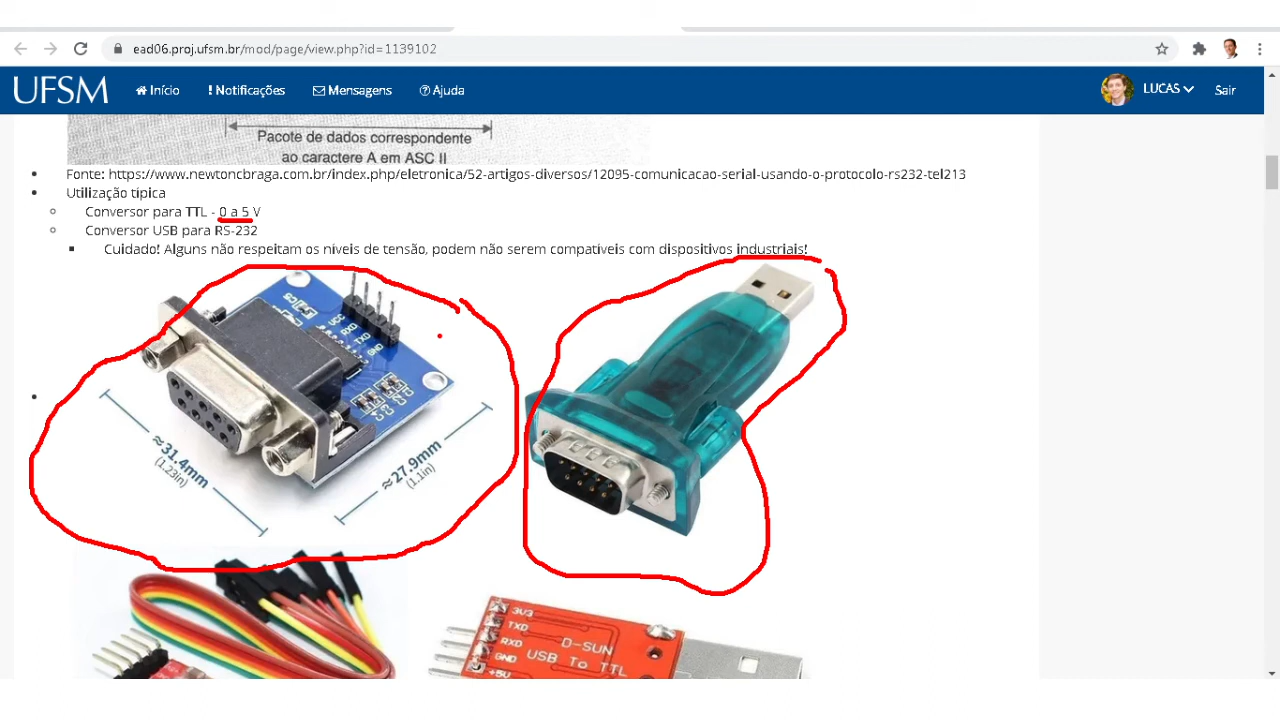 ead06.proj.ufsm.br/mod/page/view.php?id=1139102
UFSM Início Notificações Mensagens Ajuda LUCAS Sair
Pacote de dados correspondente
ao caractere A em ASC II
Fonte: https://www.newtoncbraga.com.br/index.php/eletronica/52-artigos-diversos/12095-comunicacao-serial-usando-o-protocolo-rs232-tel213
Utilização típica
Conversor para TTL - 0 a 5 V
Conversor USB para RS-232
Cuidado! Alguns não respeitam os níveis de tensão, podem não serem compatíveis com dispositivos industriais!
C5
VCC
RXD
TXD
GND
≈31.4mm
(1.23in)
≈27.9mm
(1.1in)
3V3
TXD
RXD
GND
+5V
D-SUN
USB To TTL